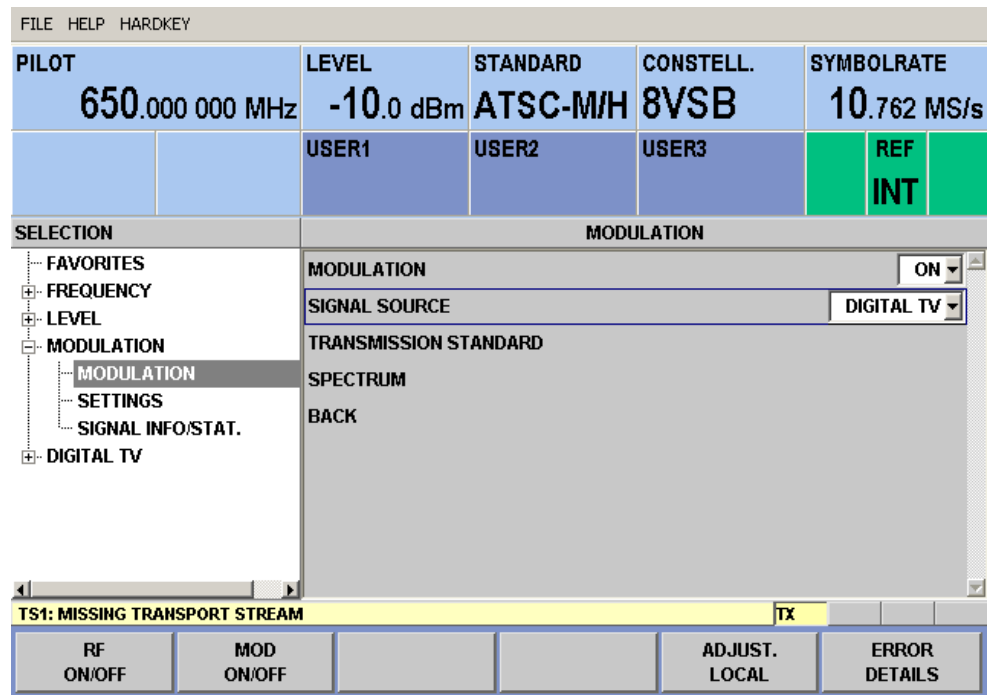 FILE HELP HARDKEY
PILOT LEVEL STANDARD CONSTELL. SYMBOLRATE
650.000 000 MHz -10.0 dBm ATSC-M/H 8VSB 10.762 MS/s
USER1 USER2 USER3 REF
INT
SELECTION MODULATION
FAVORITES
FREQUENCY
LEVEL
MODULATION
MODULATION
SETTINGS
SIGNAL INFO/STAT.
DIGITAL TV
MODULATION ON
SIGNAL SOURCE DIGITAL TV
TRANSMISSION STANDARD
SPECTRUM
BACK
TS1: MISSING TRANSPORT STREAM TX
RF ON/OFF
MOD ON/OFF
ADJUST. LOCAL
ERROR DETAILS